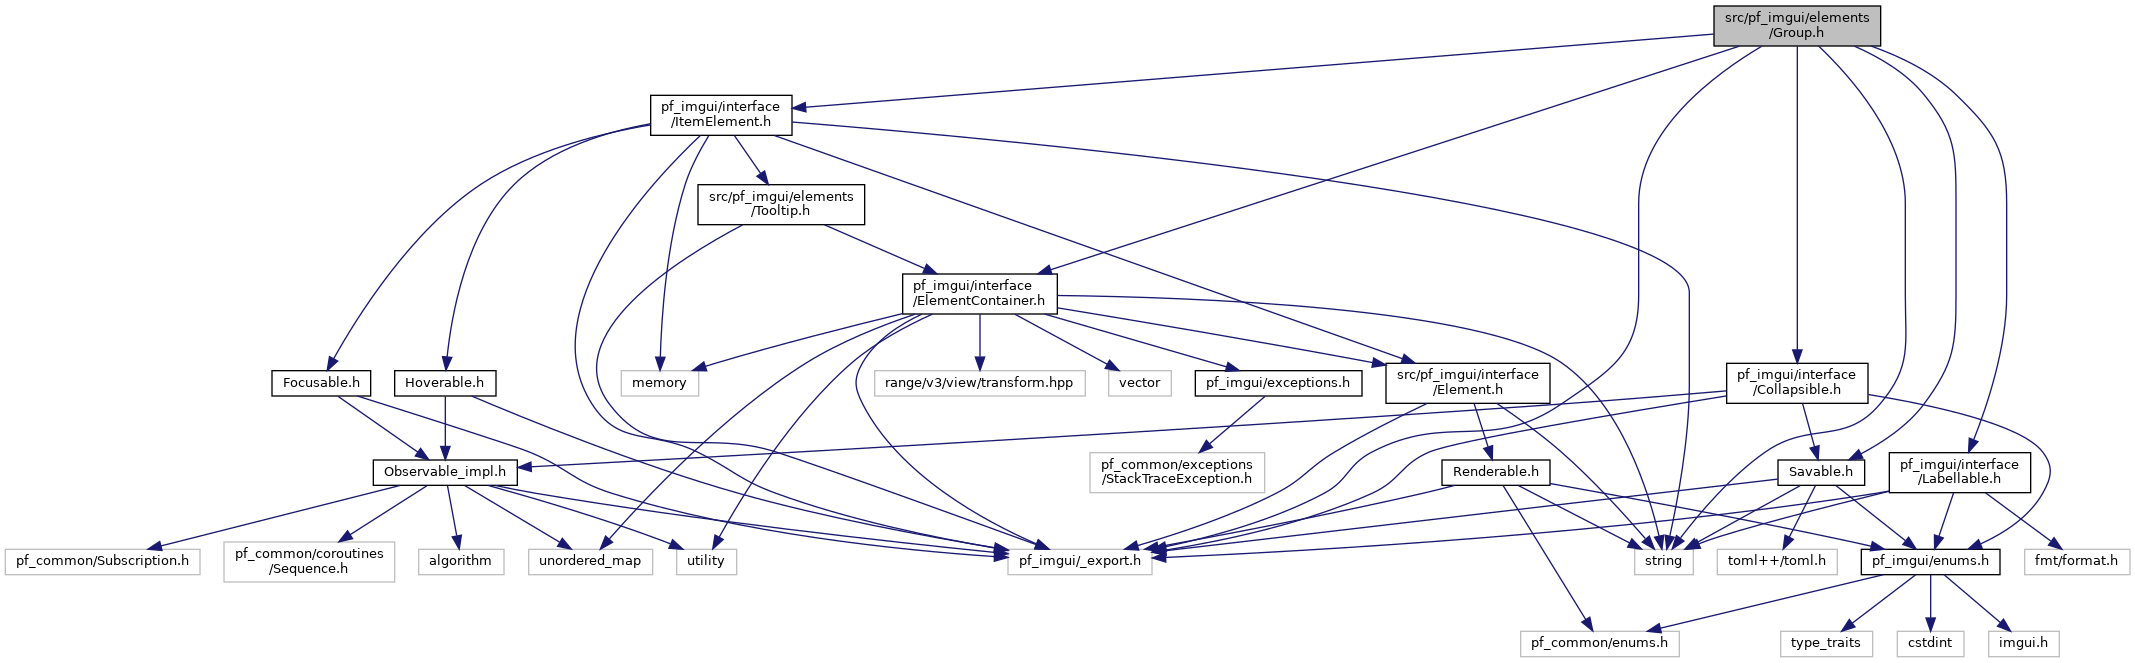 src/pf_imgui/elements
/Group.h
pf_imgui/interface
/ItemElement.h
src/pf_imgui/elements
/Tooltip.h
pf_imgui/interface
/ElementContainer.h
Focusable.h
Hoverable.h
memory
range/v3/view/transform.hpp
vector
pf_imgui/exceptions.h
src/pf_imgui/interface
/Element.h
pf_imgui/interface
/Collapsible.h
Observable_impl.h
pf_common/exceptions
/StackTraceException.h
Renderable.h
Savable.h
pf_imgui/interface
/Labellable.h
pf_common/Subscription.h
pf_common/coroutines
/Sequence.h
algorithm
unordered_map
utility
pf_imgui/_export.h
string
toml++/toml.h
pf_imgui/enums.h
fmt/format.h
pf_common/enums.h
type_traits
cstdint
imgui.h